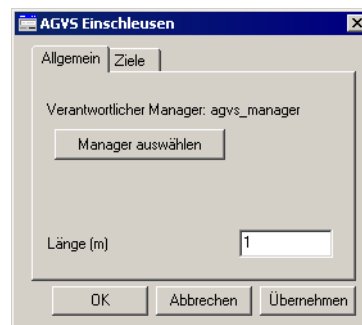 AGVS Einschleusen
Allgemein Ziele
Verantwortlicher Manager: agvs_manager
Manager auswählen
Länge (m) 1
OK Abbrechen Übernehmen